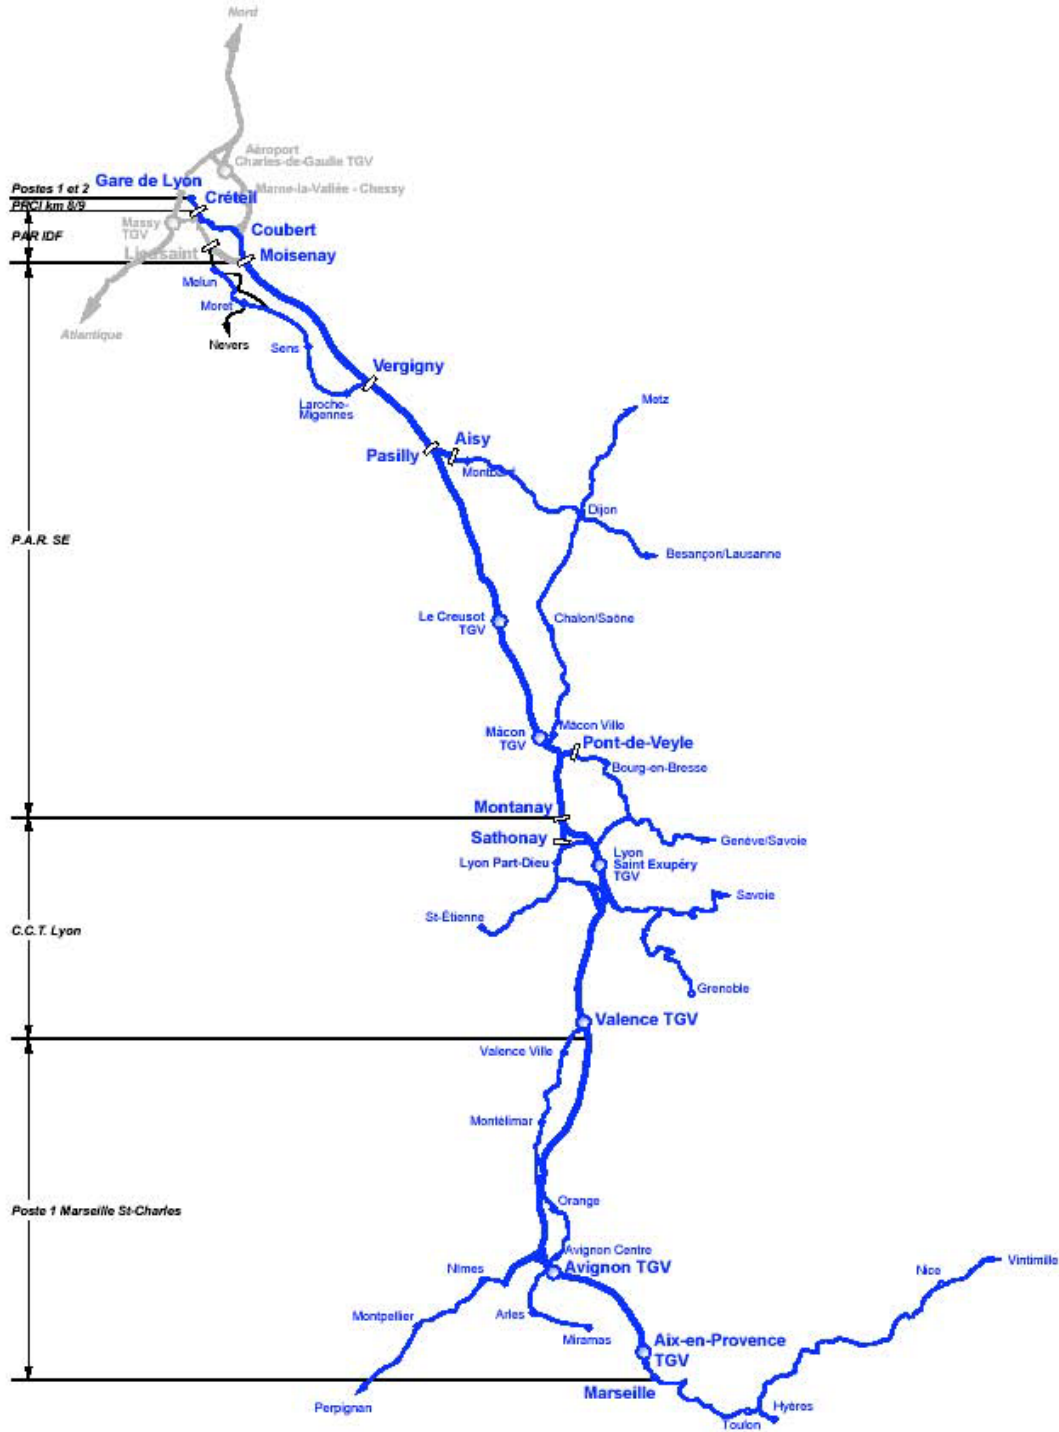 Nord
Aéroport
Charles-de-Gaulle TGV
Gare de Lyon
Marne-la-Vallée - Chessy
Postes 1 et 2
Créteil
PRCI km 8/9
Massy
TGV
Coubert
PAR IDF
Lieusaint
Moisenay
Melun
Moret
Atlantique
Nevers
Sens
Vergigny
Laroche-
Migennes
Metz
Aisy
Pasilly
Montbard
Dijon
P.A.R. SE
Besançon/Lausanne
Le Creusot
TGV
Chalon/Saône
Mâcon Ville
Mâcon
TGV
Pont-de-Veyle
Bourg-en-Bresse
Montanay
Sathonay
Genève/Savoie
Lyon
Saint Exupéry
TGV
Lyon Part-Dieu
Savoie
St-Étienne
C.C.T. Lyon
Grenoble
Valence TGV
Valence Ville
Montélimar
Orange
Poste 1 Marseille St-Charles
Avignon Centre
Avignon TGV
Nîmes
Vintimille
Nice
Montpellier
Arles
Miramas
Aix-en-Provence
TGV
Marseille
Perpignan
Hyères
Toulon